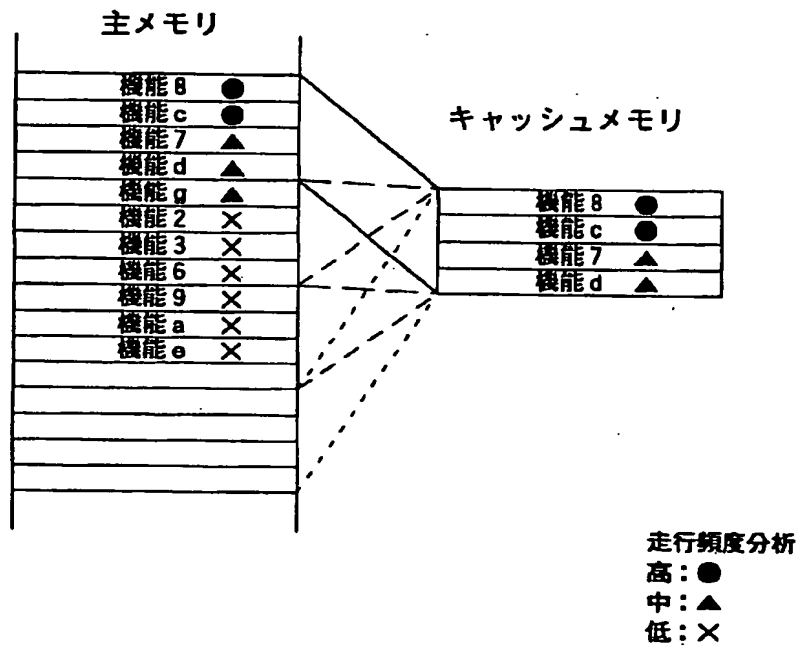 主メモリ
機能8 ●
機能c ●
機能7 ▲
機能d ▲
機能g ▲
機能2 ×
機能3 ×
機能6 ×
機能9 ×
機能a ×
機能e ×
キャッシュメモリ
機能8 ●
機能c ●
機能7 ▲
機能d ▲
走行頻度分析
高：●
中：▲
低：×